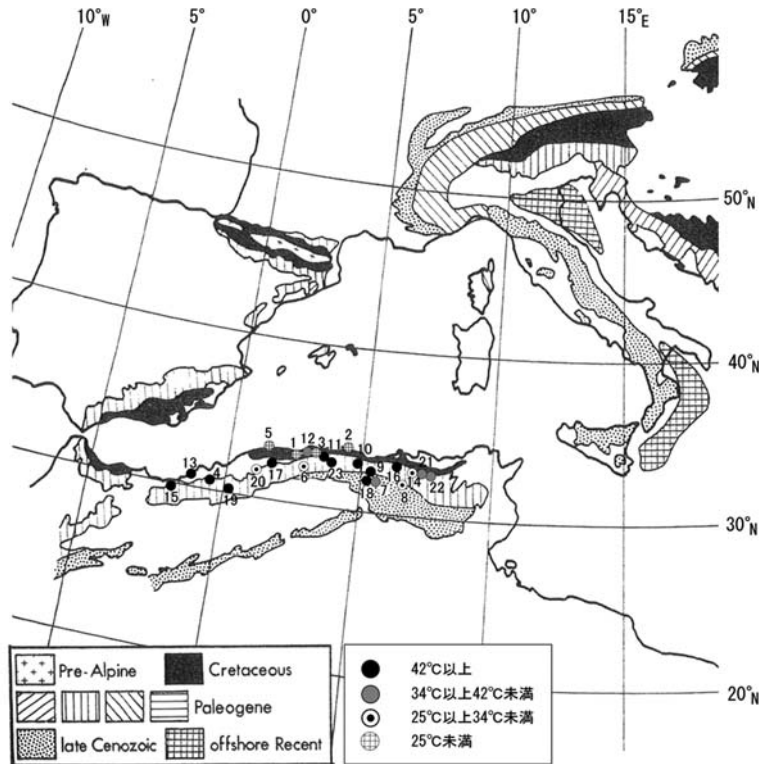 10°W 5° 0° 5° 10° 15°E
50°N
40°N
5 12 2
1 3 11 10
13 4 17 6 23 9 16 14 21
15 19 20 18 7 8 22
30°N
20°N
Pre-Alpine Cretaceous
Paleogene
late Cenozoic offshore Recent
42℃以上
34℃以上42℃未満
25℃以上34℃未満
25℃未満